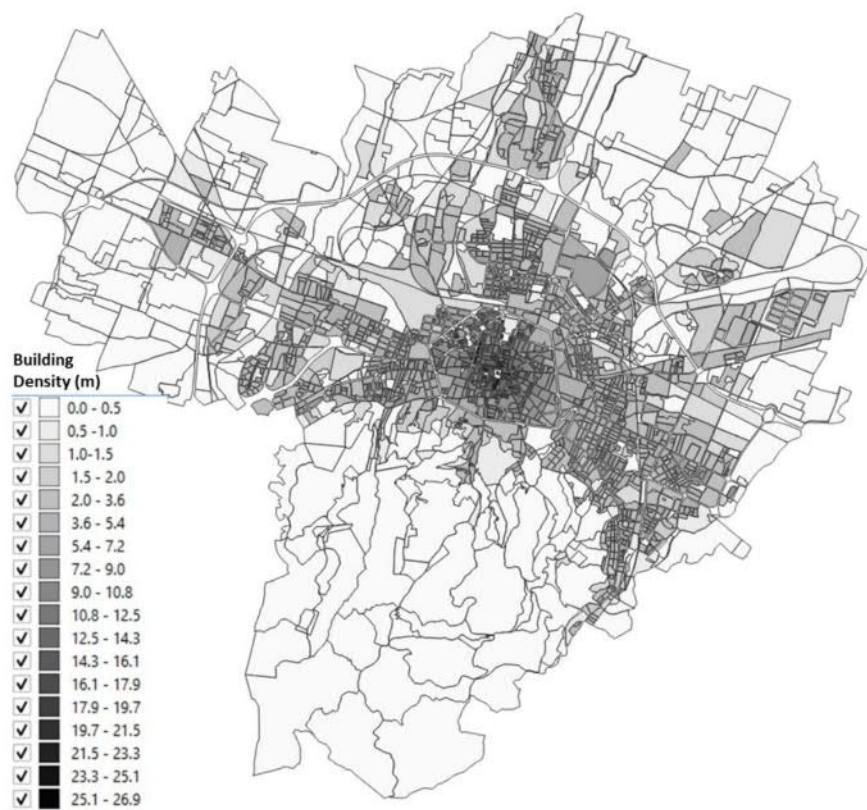 Building
Density (m)
0.0 - 0.5
0.5 -1.0
1.0-1.5
1.5 - 2.0
2.0 - 3.6
3.6 - 5.4
5.4 - 7.2
7.2 - 9.0
9.0 - 10.8
10.8 - 12.5
12.5 - 14.3
14.3 - 16.1
16.1 - 17.9
17.9 - 19.7
19.7 - 21.5
21.5 - 23.3
23.3 - 25.1
25.1 - 26.9